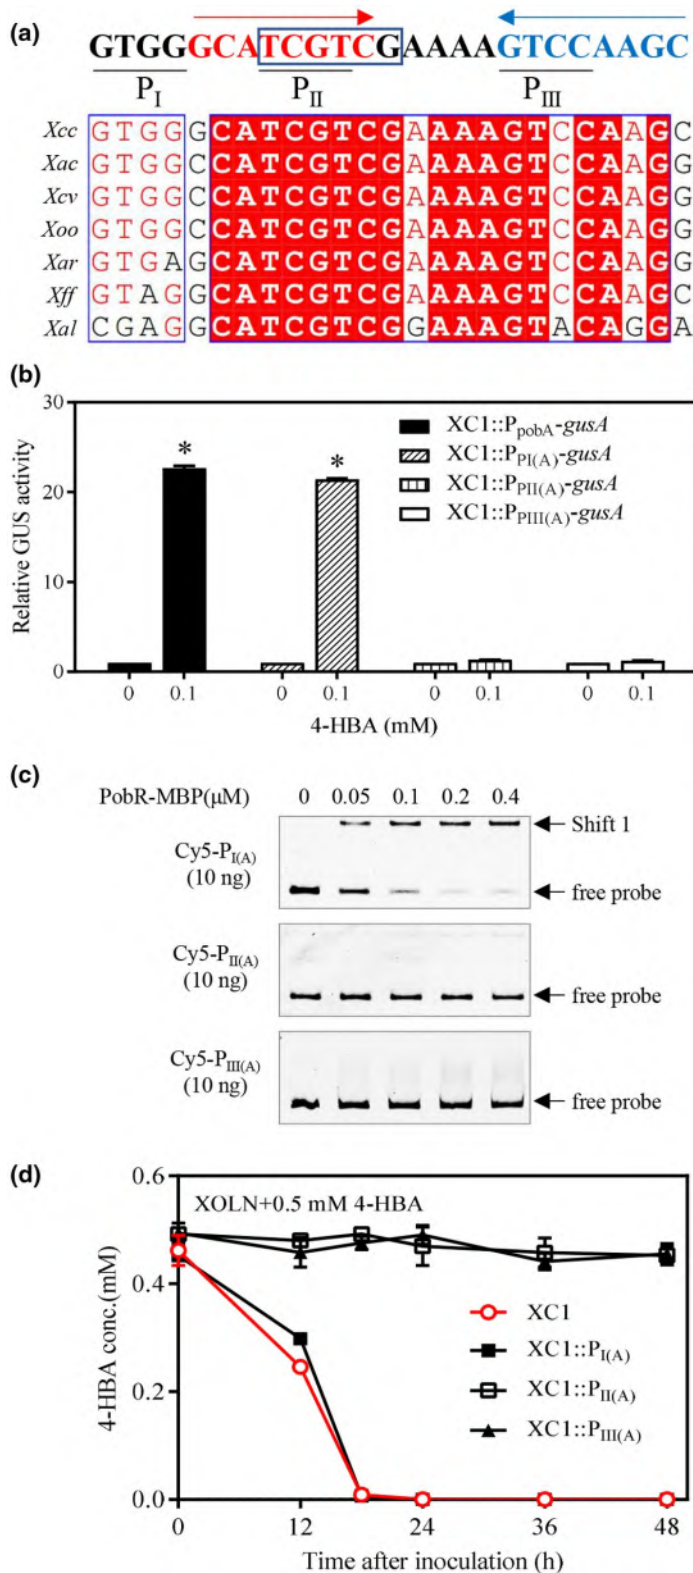 (a)
GTGGGCATCGTCGAAAAGTCCAAGC
PI PII PIII
Xcc GTGGGCATCGTCGAAAAGTCCAAGC
Xac GTGGCCATCGTCGAAAAGTCCAAGG
Xcv GTGGCCATCGTCGAAAAGTCCAAGG
Xoo GTGGCCATCGTCGAAAAGTCCAAGG
Xar GTGAGCATCGTCGAAAAGTCCAAGG
Xff GTAGGCATCGTCGAAAAGTCCAAGC
Xal CGAGGCATCGTCGGAAAGTACAGGA
(b)
Relative GUS activity
30
20
10
0
* *
XC1::PpobA-gusA
XC1::PPI(A)-gusA
XC1::PPII(A)-gusA
XC1::PPIII(A)-gusA
0 0.1 0 0.1 0 0.1 0 0.1
4-HBA (mM)
(c)
PobR-MBP(μM) 0 0.05 0.1 0.2 0.4
Shift 1
Cy5-PI(A)
(10 ng)
free probe
Cy5-PII(A)
(10 ng)
free probe
Cy5-PIII(A)
(10 ng)
free probe
(d)
4-HBA conc.(mM)
0.6
0.4
0.2
0.0
XOLN+0.5 mM 4-HBA
XC1
XC1::PI(A)
XC1::PII(A)
XC1::PIII(A)
0 12 24 36 48
Time after inoculation (h)